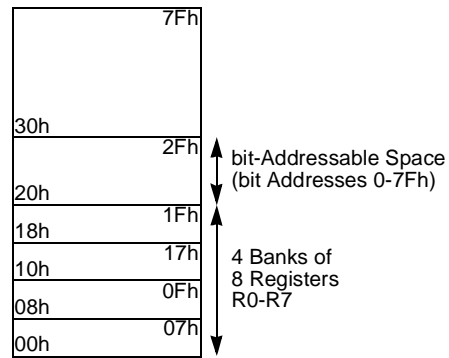 7Fh
30h
2Fh
bit-Addressable Space
(bit Addresses 0-7Fh)
20h
1Fh
18h
17h
4 Banks of
8 Registers
R0-R7
10h
0Fh
08h
07h
00h